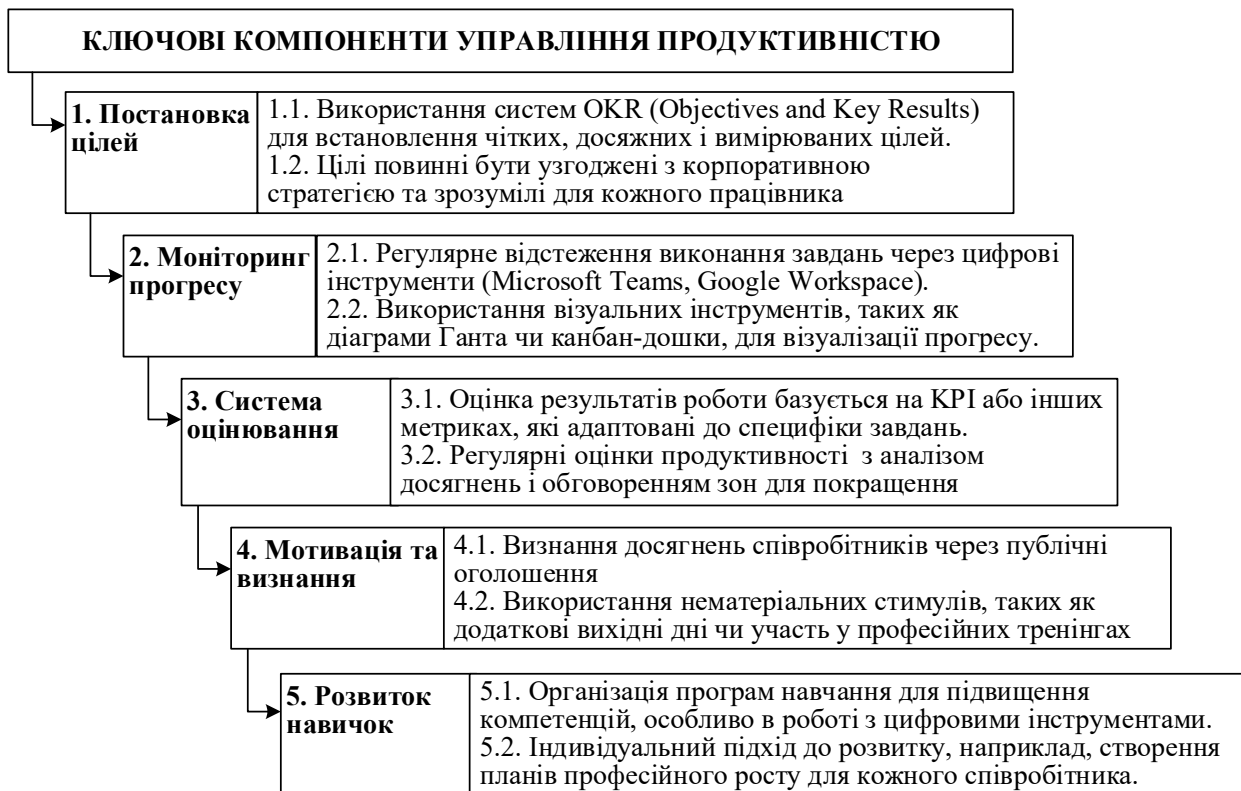 КЛЮЧОВІ КОМПОНЕНТИ УПРАВЛІННЯ ПРОДУКТИВНІСТЮ
1. Постановка
цілей
1.1. Використання систем OKR (Objectives and Key Results)
для встановлення чітких, досяжних і вимірюваних цілей.
1.2. Цілі повинні бути узгоджені з корпоративною
стратегією та зрозумілі для кожного працівника
2. Моніторинг
прогресу
2.1. Регулярне відстеження виконання завдань через цифрові
інструменти (Microsoft Teams, Google Workspace).
2.2. Використання візуальних інструментів, таких як
діаграми Ганта чи канбан-дошки, для візуалізації прогресу.
3. Система
оцінювання
3.1. Оцінка результатів роботи базується на KPI або інших
метриках, які адаптовані до специфіки завдань.
3.2. Регулярні оцінки продуктивності з аналізом
досягнень і обговоренням зон для покращення
4. Мотивація та
визнання
4.1. Визнання досягнень співробітників через публічні
оголошення
4.2. Використання нематеріальних стимулів, таких як
додаткові вихідні дні чи участь у професійних тренінгах
5. Розвиток
навичок
5.1. Організація програм навчання для підвищення
компетенцій, особливо в роботі з цифровими інструментами.
5.2. Індивідуальний підхід до розвитку, наприклад, створення
планів професійного росту для кожного співробітника.